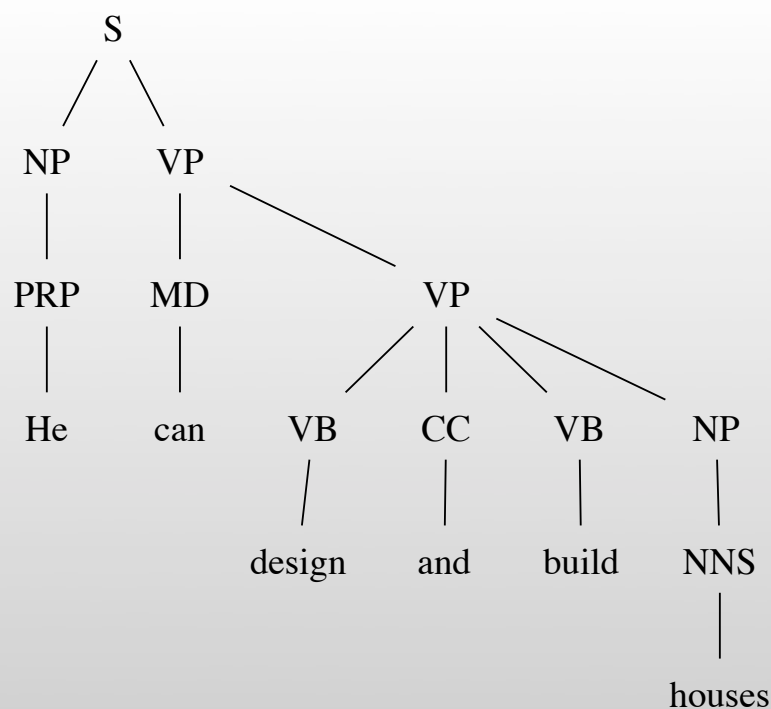 S
NP VP
PRP MD VP
He can VB CC VB NP
design and build NNS
houses